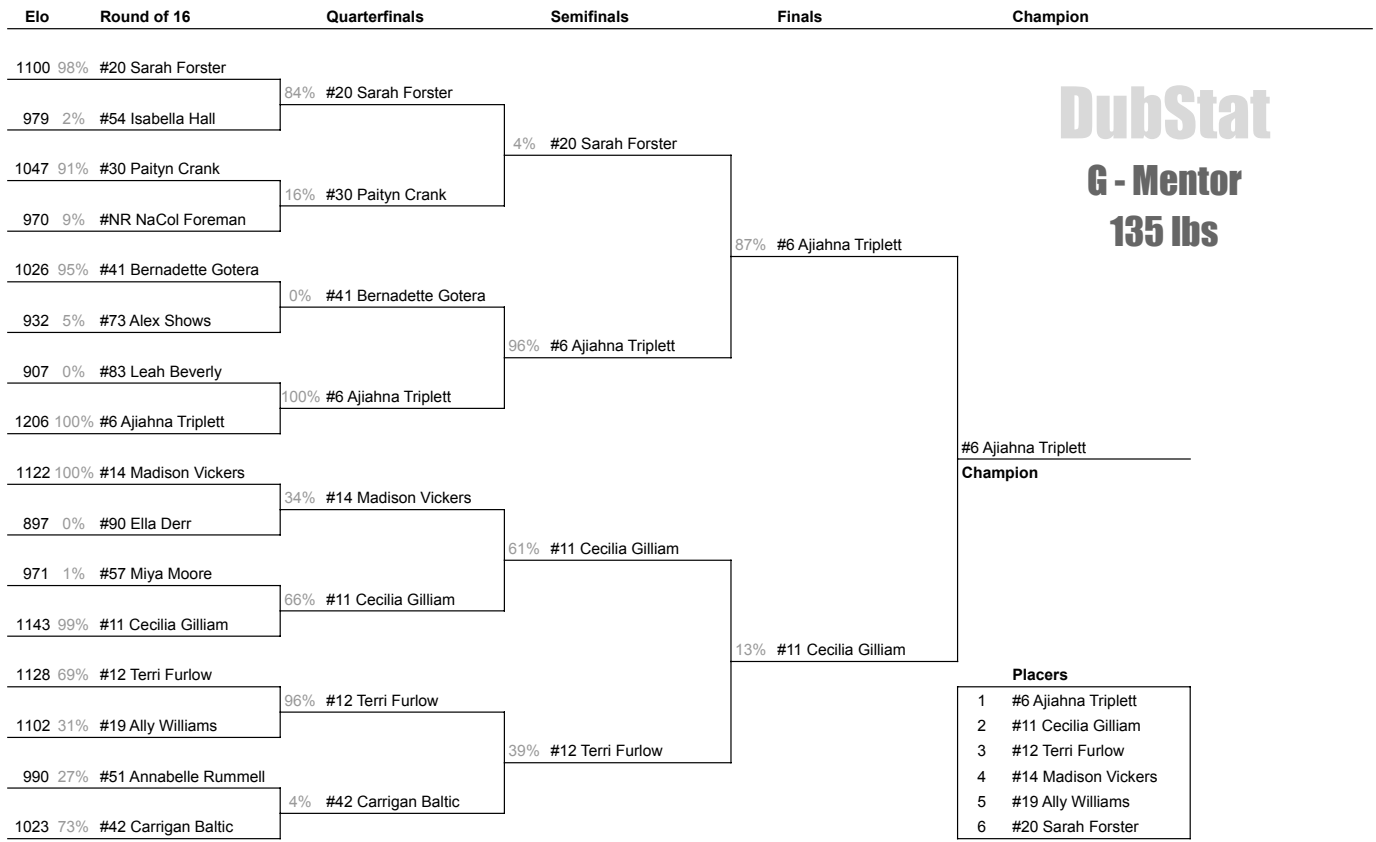 Elo Round of 16 Quarterfinals Semifinals Finals Champion
1100 98% #20 Sarah Forster
84% #20 Sarah Forster
979 2% #54 Isabella Hall
4% #20 Sarah Forster
1047 91% #30 Paityn Crank
16% #30 Paityn Crank
970 9% #NR NaCol Foreman
87% #6 Ajiahna Triplett
1026 95% #41 Bernadette Gotera
0% #41 Bernadette Gotera
932 5% #73 Alex Shows
96% #6 Ajiahna Triplett
907 0% #83 Leah Beverly
100% #6 Ajiahna Triplett
1206 100% #6 Ajiahna Triplett
#6 Ajiahna Triplett
Champion
1122 100% #14 Madison Vickers
34% #14 Madison Vickers
897 0% #90 Ella Derr
61% #11 Cecilia Gilliam
971 1% #57 Miya Moore
66% #11 Cecilia Gilliam
1143 99% #11 Cecilia Gilliam
13% #11 Cecilia Gilliam
1128 69% #12 Terri Furlow
96% #12 Terri Furlow
1102 31% #19 Ally Williams
39% #12 Terri Furlow
990 27% #51 Annabelle Rummell
4% #42 Carrigan Baltic
1023 73% #42 Carrigan Baltic
DubStat
G - Mentor
135 lbs
Placers
1 #6 Ajiahna Triplett
2 #11 Cecilia Gilliam
3 #12 Terri Furlow
4 #14 Madison Vickers
5 #19 Ally Williams
6 #20 Sarah Forster